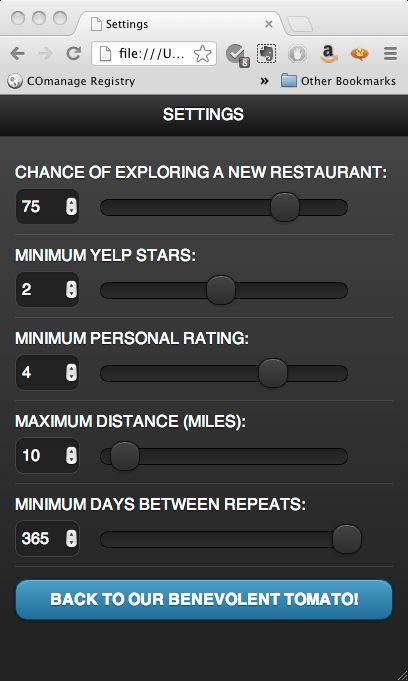 Settings
file:///U
8
COmanage Registry
»
Other Bookmarks
SETTINGS
CHANCE OF EXPLORING A NEW RESTAURANT:
75
MINIMUM YELP STARS:
2
MINIMUM PERSONAL RATING:
4
MAXIMUM DISTANCE (MILES):
10
MINIMUM DAYS BETWEEN REPEATS:
365
BACK TO OUR BENEVOLENT TOMATO!